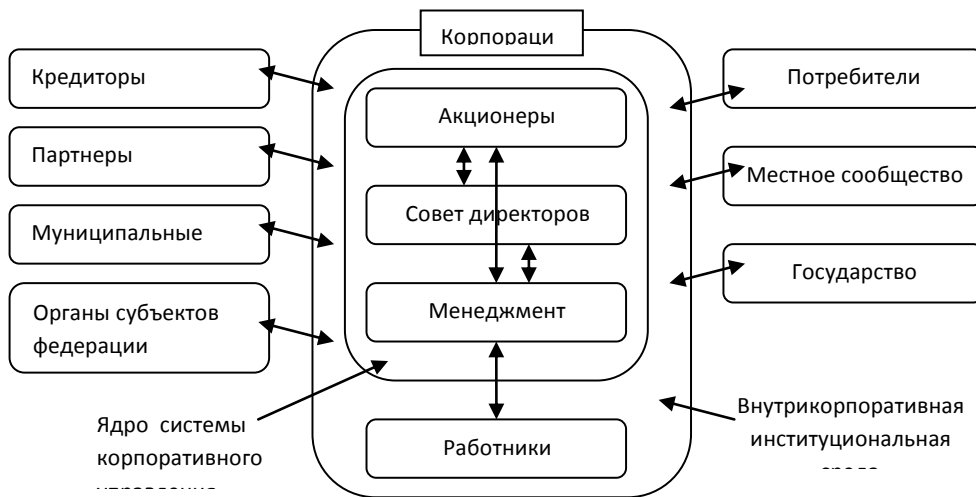 Корпораци
Кредиторы
Партнеры
Муниципальные
Органы субъектов
федерации
Акционеры
Совет директоров
Менеджмент
Работники
Потребители
Местное сообщество
Государство
Ядро системы
корпоративного
Внутрикорпоративная
институциональная